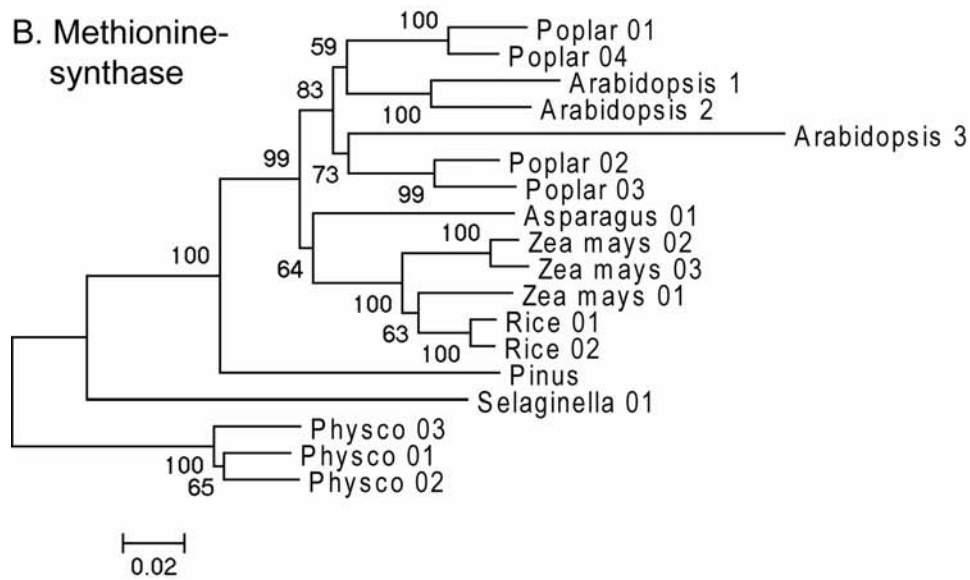 B. Methionine-
synthase
100
Poplar 01
59
Poplar 04
83
Arabidopsis 1
100
Arabidopsis 2
Arabidopsis 3
99
73
Poplar 02
99
Poplar 03
Asparagus 01
100
Zea mays 02
100
64
Zea mays 03
100
Zea mays 01
63
Rice 01
100
Rice 02
Pinus
Selaginella 01
Physco 03
100
Physco 01
65
Physco 02
0.02